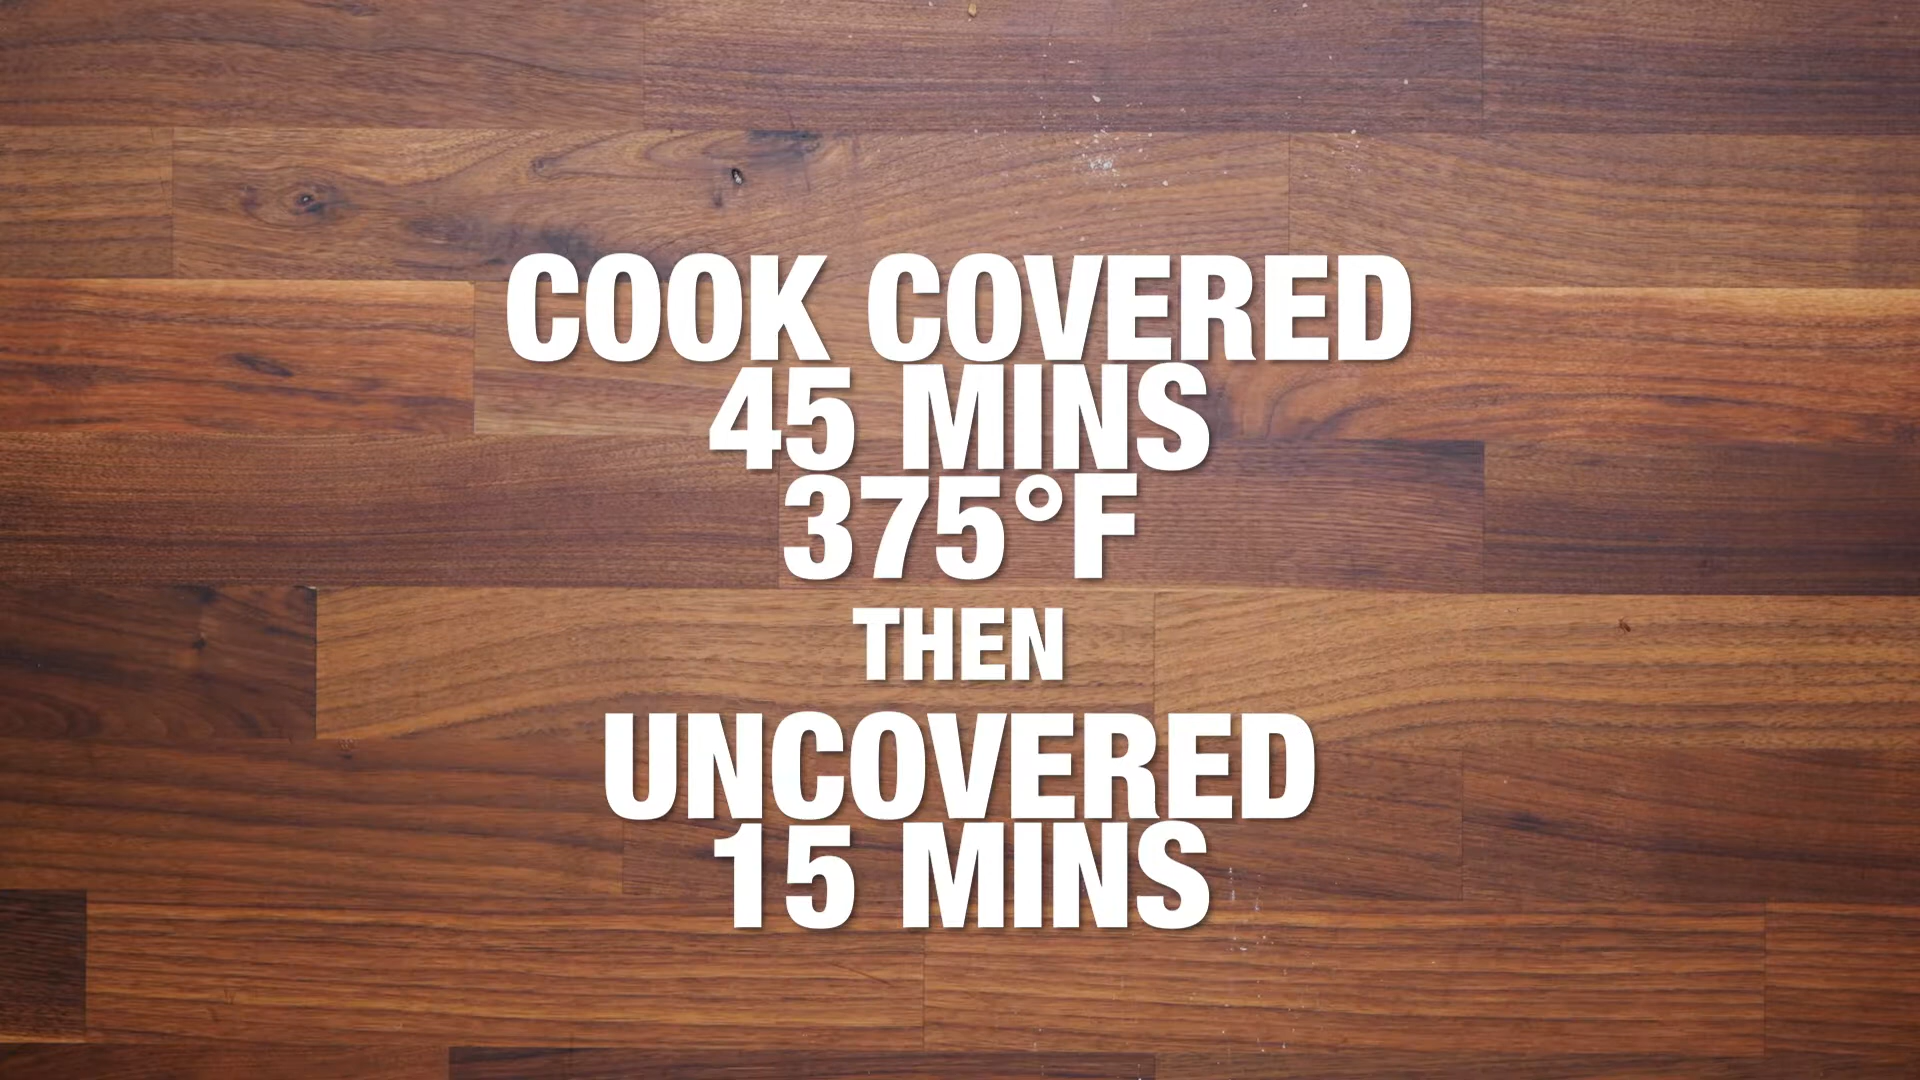 COOK COVERED
45 MINS
375°F
THEN
UNCOVERED
15 MINS